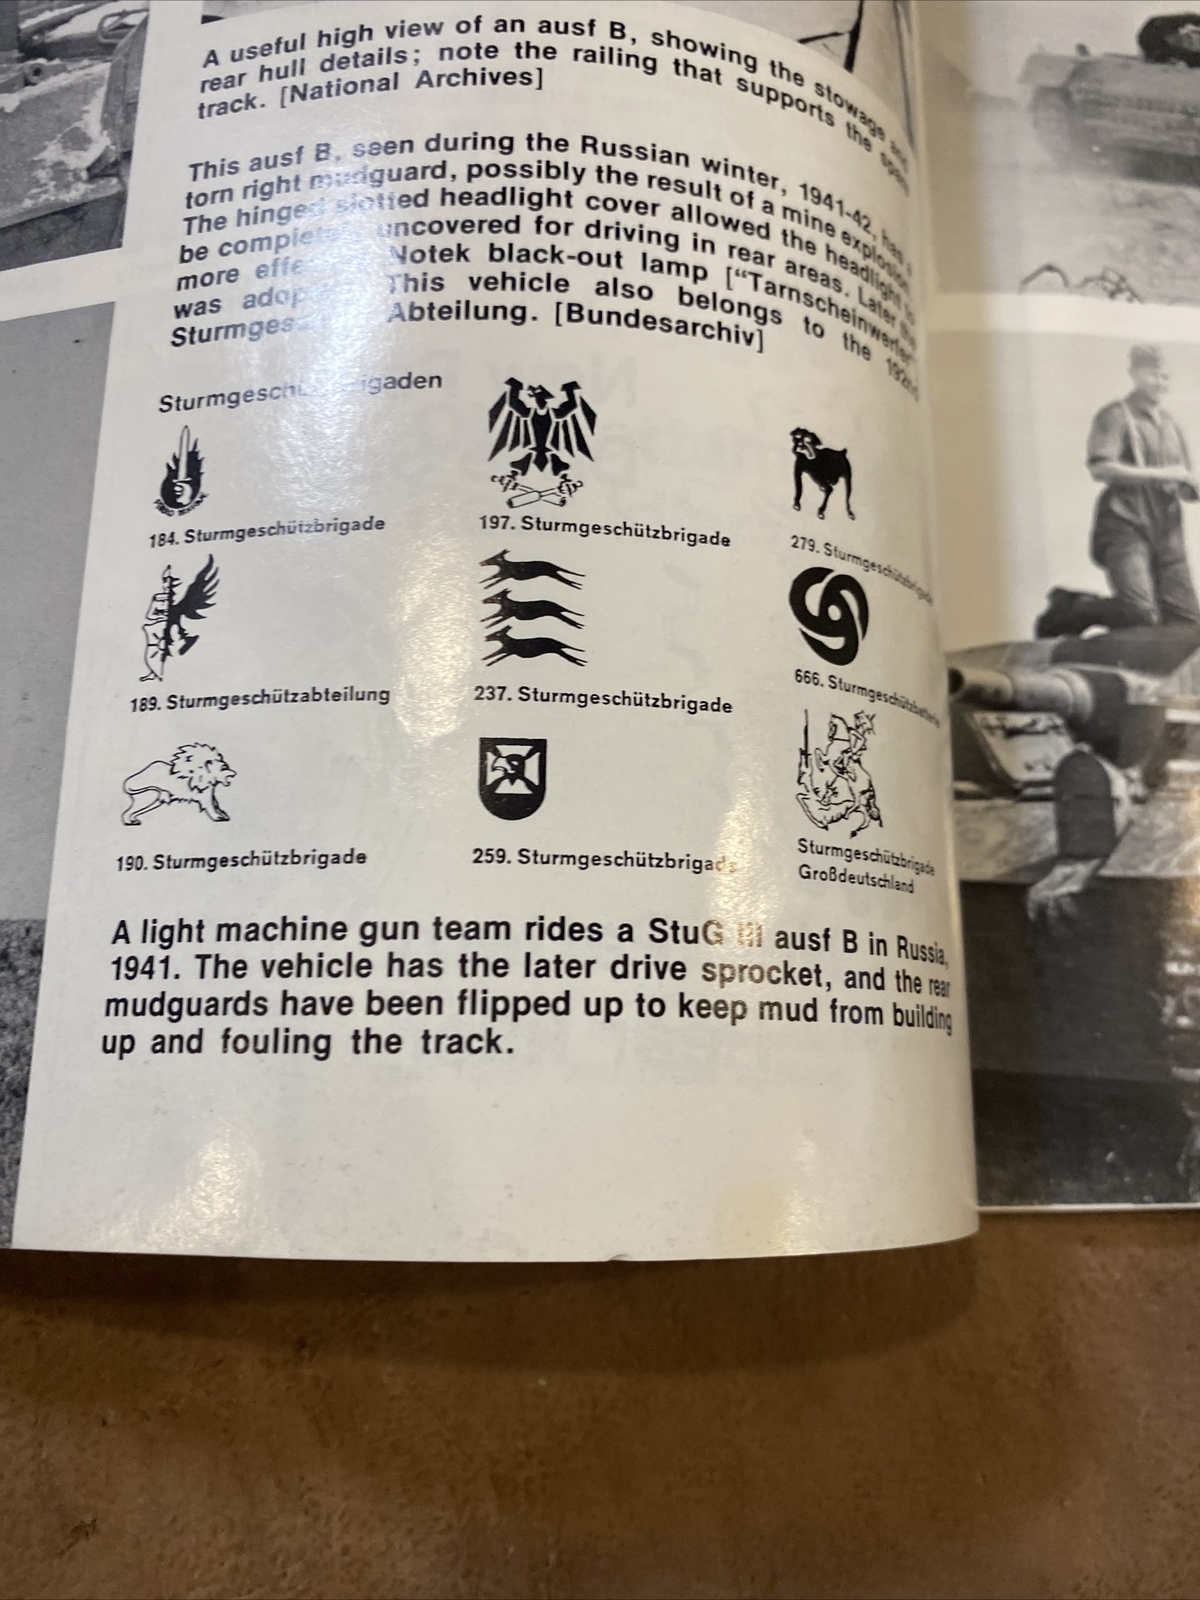 A useful high view of an ausf B, showing the stowage and
rear hull details; note the railing that supports the spare
track. [National Archives]
This ausf B, seen during the Russian winter, 1941-42, has a
torn right mudguard, possibly the result of a mine explosion.
The hinged slotted headlight cover allowed the headlight to
be completely uncovered for driving in rear areas. Later the
more Notek black-out lamp [“Tarnscheinwerfer”
was This vehicle also belongs to the 192nd
Abteilung. [Bundesarchiv]
Sturmgeschützbrigaden
184. Sturmgeschützbrigade
197. Sturmgeschützbrigade
279. Sturmgeschützbrigade
189. Sturmgeschützabteilung
237. Sturmgeschützbrigade
666. Sturmgeschützbatterie
190. Sturmgeschützbrigade
259. Sturmgeschützbrigade
Sturmgeschützbrigade
Großdeutschland
A light machine gun team rides a StuG III ausf B in Russia,
1941. The vehicle has the later drive sprocket, and the rear
mudguards have been flipped up to keep mud from building
up and fouling the track.